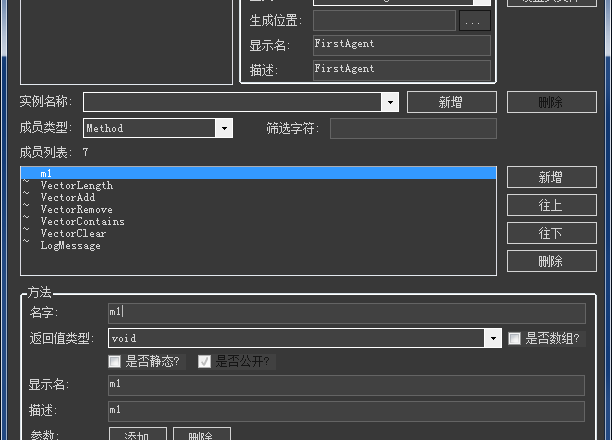 生成位置: ...
显示名: FirstAgent
描述: FirstAgent
实例名称: 新增 删除
成员类型: Method 筛选字符:
成员列表: 7
m1
~ VectorLength
~ VectorAdd
~ VectorRemove
~ VectorContains
~ VectorClear
~ LogMessage
新增
往上
往下
删除
方法
名字: m1
返回值类型: void 是否数组?
是否静态? 是否公开?
显示名: m1
描述: m1
参数: 添加 删除